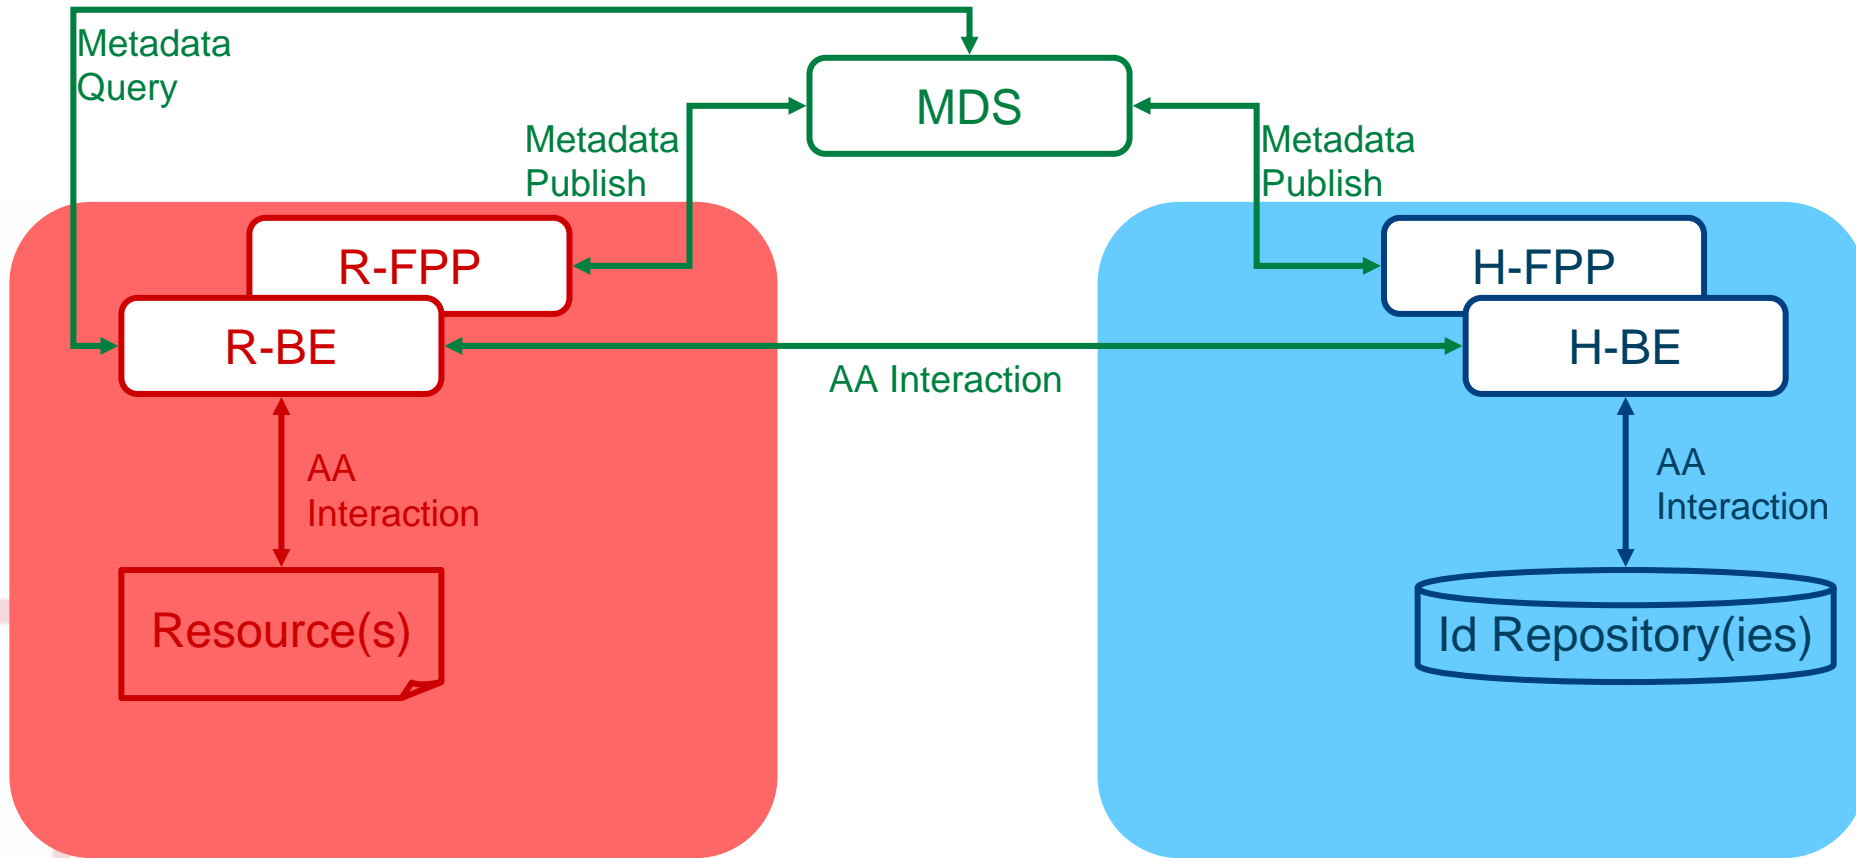 Metadata
Query
MDS
Metadata
Publish
Metadata
Publish
R-FPP
H-FPP
R-BE
H-BE
AA Interaction
AA
Interaction
AA
Interaction
Resource(s)
Id Repository(ies)